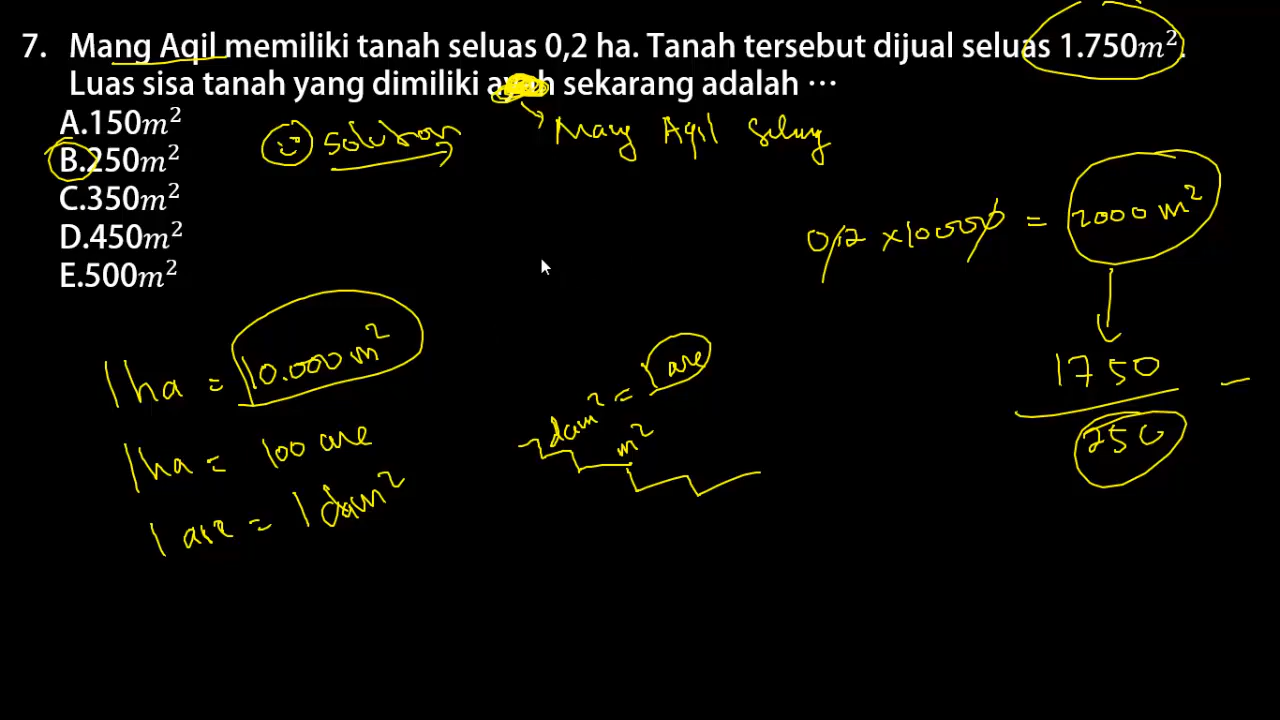 7. Mang Aqil memiliki tanah seluas 0,2 ha. Tanah tersebut dijual seluas 1.750m².
Luas sisa tanah yang dimiliki ayah sekarang adalah ⋯
A.150m²
B.250m²
C.350m²
D.450m²
E.500m²
Solution
Mang Aqil
0,2 x10000 = 2000 m²
1750 –
250
1 ha = 10.000 m²
1 ha = 100 are
1 are = 1 dam²
dam² = 1 are
m²